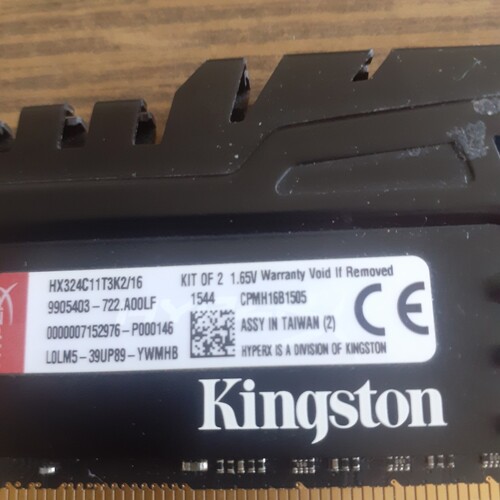 HX324C11T3K2/16 KIT OF 2 1.65V Warranty Void If Removed
9905403-722.A00LF 1544 CPMH16B1505
0000007152976-P000146 ASSY IN TAIWAN (2)
L0LM5-39UP89-YWMHB HYPERX IS A DIVISION OF KINGSTON
CE
Kingston